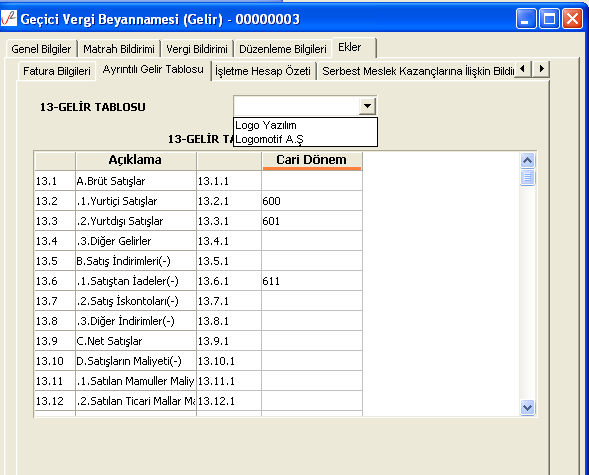 Geçici Vergi Beyannamesi (Gelir) - 00000003
Genel Bilgiler Matrah Bildirimi Vergi Bildirimi Düzenleme Bilgileri Ekler
Fatura Bilgileri Ayrıntılı Gelir Tablosu İşletme Hesap Özeti Serbest Meslek Kazançlarına İlişkin Bildi
13-GELİR TABLOSU
Logo Yazılım
Logomotif A.Ş
13-GELİR TA
Açıklama Cari Dönem
13.1 A.Brüt Satışlar 13.1.1
13.2 .1.Yurtiçi Satışlar 13.2.1 600
13.3 .2.Yurtdışı Satışlar 13.3.1 601
13.4 .3.Diğer Gelirler 13.4.1
13.5 B.Satış İndirimleri(-) 13.5.1
13.6 .1.Satıştan İadeler(-) 13.6.1 611
13.7 .2.Satış İskontoları(-) 13.7.1
13.8 .3.Diğer İndirimler(-) 13.8.1
13.9 C.Net Satışlar 13.9.1
13.10 D.Satışların Maliyeti(-) 13.10.1
13.11 .1.Satılan Mamuller Maliy 13.11.1
13.12 .2.Satılan Ticari Mallar Ma 13.12.1